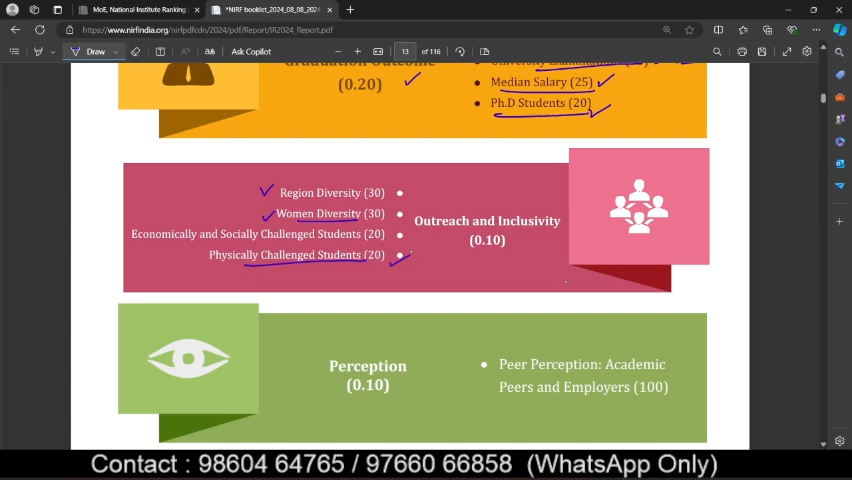 MoE, National Institute Ranking
*NIRF booklet_2024_08_08_2024_
https://www.nirfindia.org/nirfpdfcdn/2024/pdf/Report/IR2024_Report.pdf
Draw
Ask Copilot
13
of 116
Graduation Outcome
(0.20)
University Examinations
Median Salary (25)
Ph.D Students (20)
Region Diversity (30)
Women Diversity (30)
Economically and Socially Challenged Students (20)
Physically Challenged Students (20)
Outreach and Inclusivity
(0.10)
Perception
(0.10)
Peer Perception: Academic
Peers and Employers (100)
Contact : 98604 64765 / 97660 66858 (WhatsApp Only)